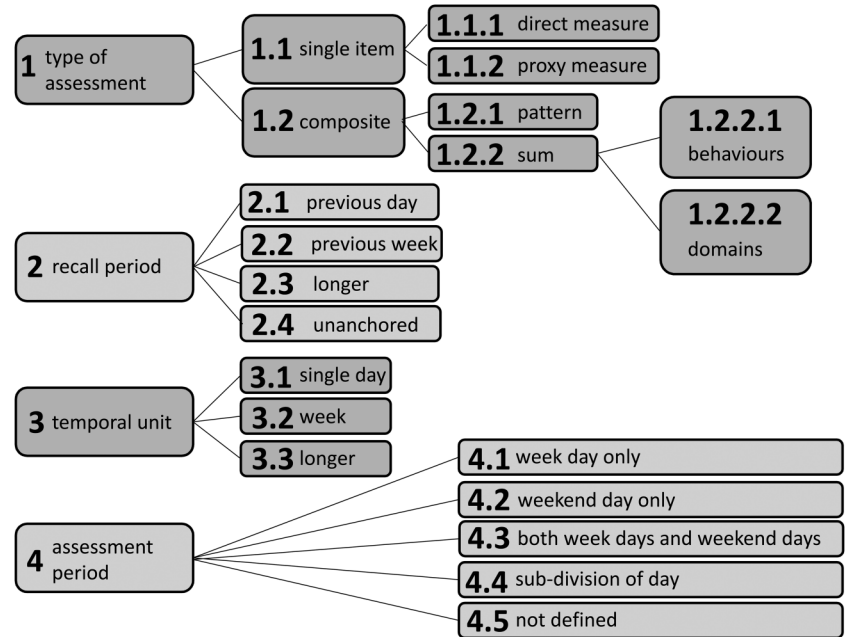 1 type of
assessment
1.1 single item
1.1.1 direct measure
1.1.2 proxy measure
1.2 composite
1.2.1 pattern
1.2.2 sum
1.2.2.1
behaviours
1.2.2.2
domains
2 recall period
2.1 previous day
2.2 previous week
2.3 longer
2.4 unanchored
3 temporal unit
3.1 single day
3.2 week
3.3 longer
4 assessment
period
4.1 week day only
4.2 weekend day only
4.3 both week days and weekend days
4.4 sub-division of day
4.5 not defined